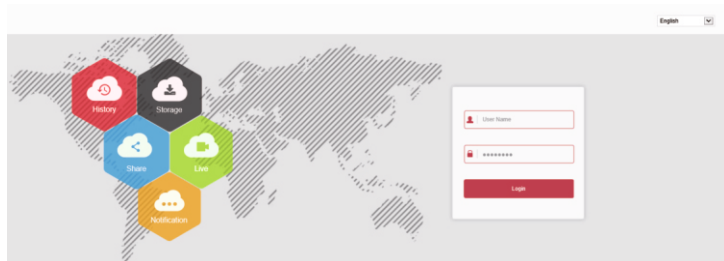 English
History
Storage
Share
Live
Notification
User Name
********
Login